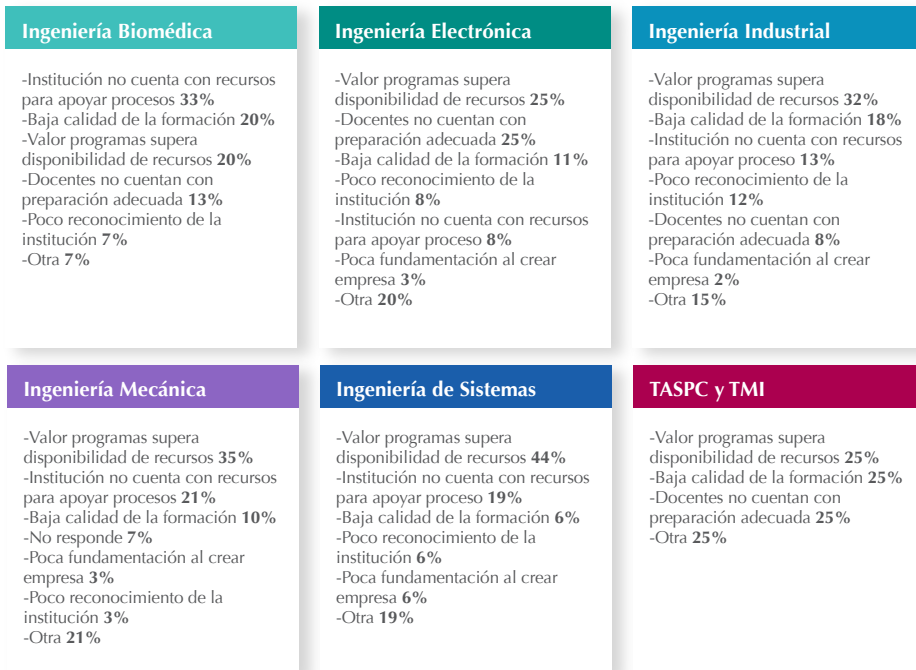 Ingeniería Biomédica
-Institución no cuenta con recursos
para apoyar procesos 33%
-Baja calidad de la formación 20%
-Valor programas supera
disponibilidad de recursos 20%
-Docentes no cuentan con
preparación adecuada 13%
-Poco reconocimiento de la
institución 7%
-Otra 7%
Ingeniería Electrónica
-Valor programas supera
disponibilidad de recursos 25%
-Docentes no cuentan con
preparación adecuada 25%
-Baja calidad de la formación 11%
-Poco reconocimiento de la
institución 8%
-Institución no cuenta con recursos
para apoyar proceso 8%
-Poca fundamentación al crear
empresa 3%
-Otra 20%
Ingeniería Industrial
-Valor programas supera
disponibilidad de recursos 32%
-Baja calidad de la formación 18%
-Institución no cuenta con recursos
para apoyar proceso 13%
-Poco reconocimiento de la
institución 12%
-Docentes no cuentan con
preparación adecuada 8%
-Poca fundamentación al crear
empresa 2%
-Otra 15%
Ingeniería Mecánica
-Valor programas supera
disponibilidad de recursos 35%
-Institución no cuenta con recursos
para apoyar procesos 21%
-Baja calidad de la formación 10%
-No responde 7%
-Poca fundamentación al crear
empresa 3%
-Poco reconocimiento de la
institución 3%
-Otra 21%
Ingeniería de Sistemas
-Valor programas supera
disponibilidad de recursos 44%
-Institución no cuenta con recursos
para apoyar proceso 19%
-Baja calidad de la formación 6%
-Poco reconocimiento de la
institución 6%
-Poca fundamentación al crear
empresa 6%
-Otra 19%
TASPC y TMI
-Valor programas supera
disponibilidad de recursos 25%
-Baja calidad de la formación 25%
-Docentes no cuentan con
preparación adecuada 25%
-Otra 25%